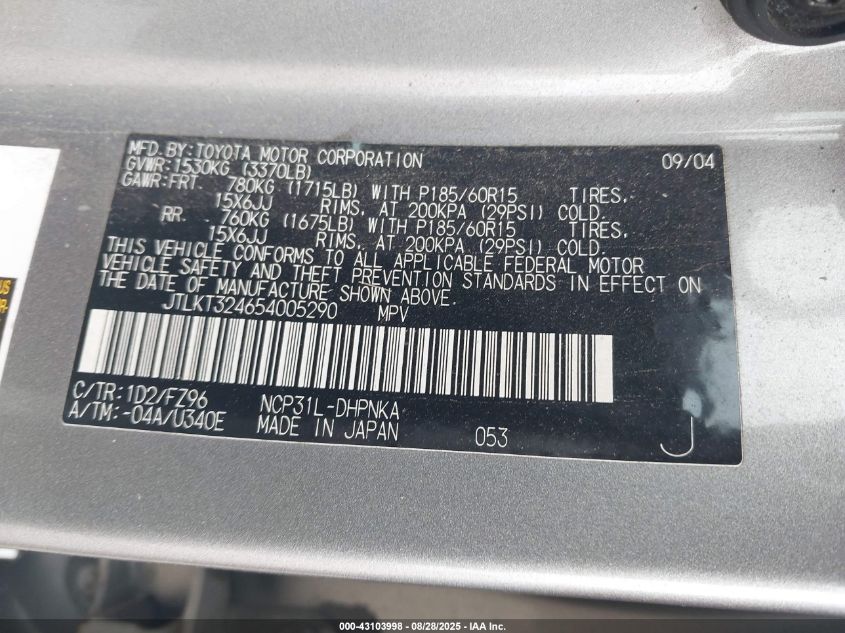 MFD.BY:TOYOTA MOTOR CORPORATION 09/04
GVWR:1530KG (3370LB)
GAWR:FRT 780KG (1715LB) WITH P185/60R15 TIRES,
15X6JJ RIMS, AT 200KPA (29PSI) COLD.
RR. 760KG (1675LB) WITH P185/60R15 TIRES,
15X6JJ RIMS, AT 200KPA (29PSI) COLD.
THIS VEHICLE CONFORMS TO ALL APPLICABLE FEDERAL MOTOR
VEHICLE SAFETY AND THEFT PREVENTION STANDARDS IN EFFECT ON
THE DATE OF MANUFACTURE SHOWN ABOVE.
JTLKT324654005290 MPV
C/TR:1D2/FZ96 NCP31L-DHPNKA
A/TM:-04A/U340E MADE IN JAPAN 053 J
US
OR-
000-43103998 | 08/28/2025 – IAA Inc.